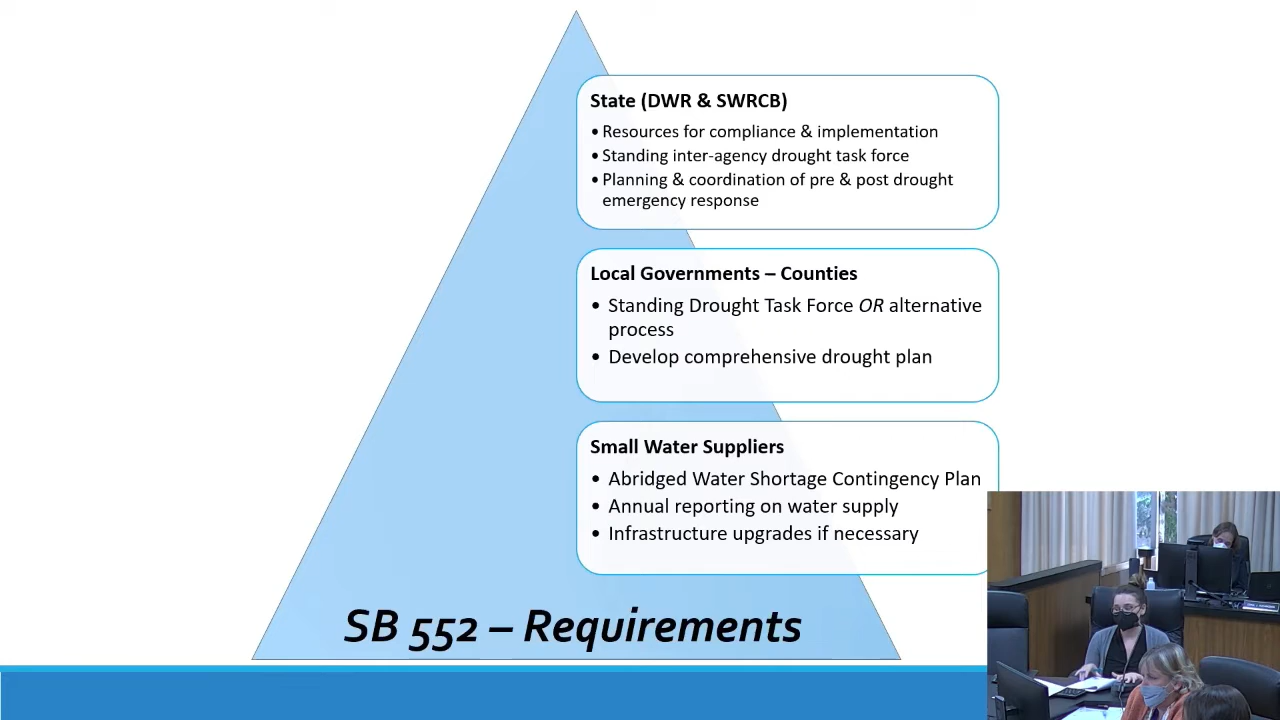 State (DWR & SWRCB)
• Resources for compliance & implementation
• Standing inter-agency drought task force
• Planning & coordination of pre & post drought
emergency response
Local Governments – Counties
• Standing Drought Task Force OR alternative
process
• Develop comprehensive drought plan
Small Water Suppliers
• Abridged Water Shortage Contingency Plan
• Annual reporting on water supply
• Infrastructure upgrades if necessary
SB 552 – Requirements